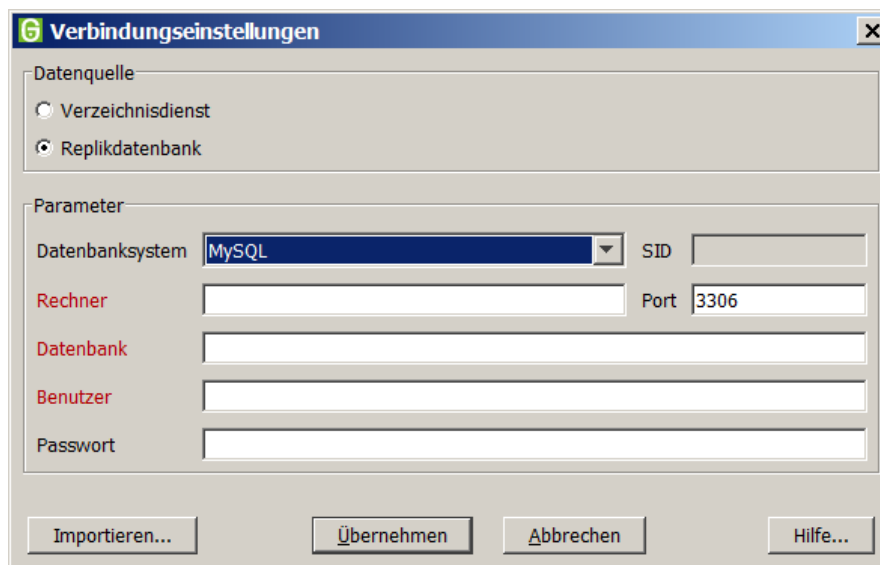 Verbindungseinstellungen
Datenquelle
Verzeichnisdienst
Replikdatenbank
Parameter
Datenbanksystem MySQL SID
Rechner Port 3306
Datenbank
Benutzer
Passwort
Importieren... Übernehmen Abbrechen Hilfe...